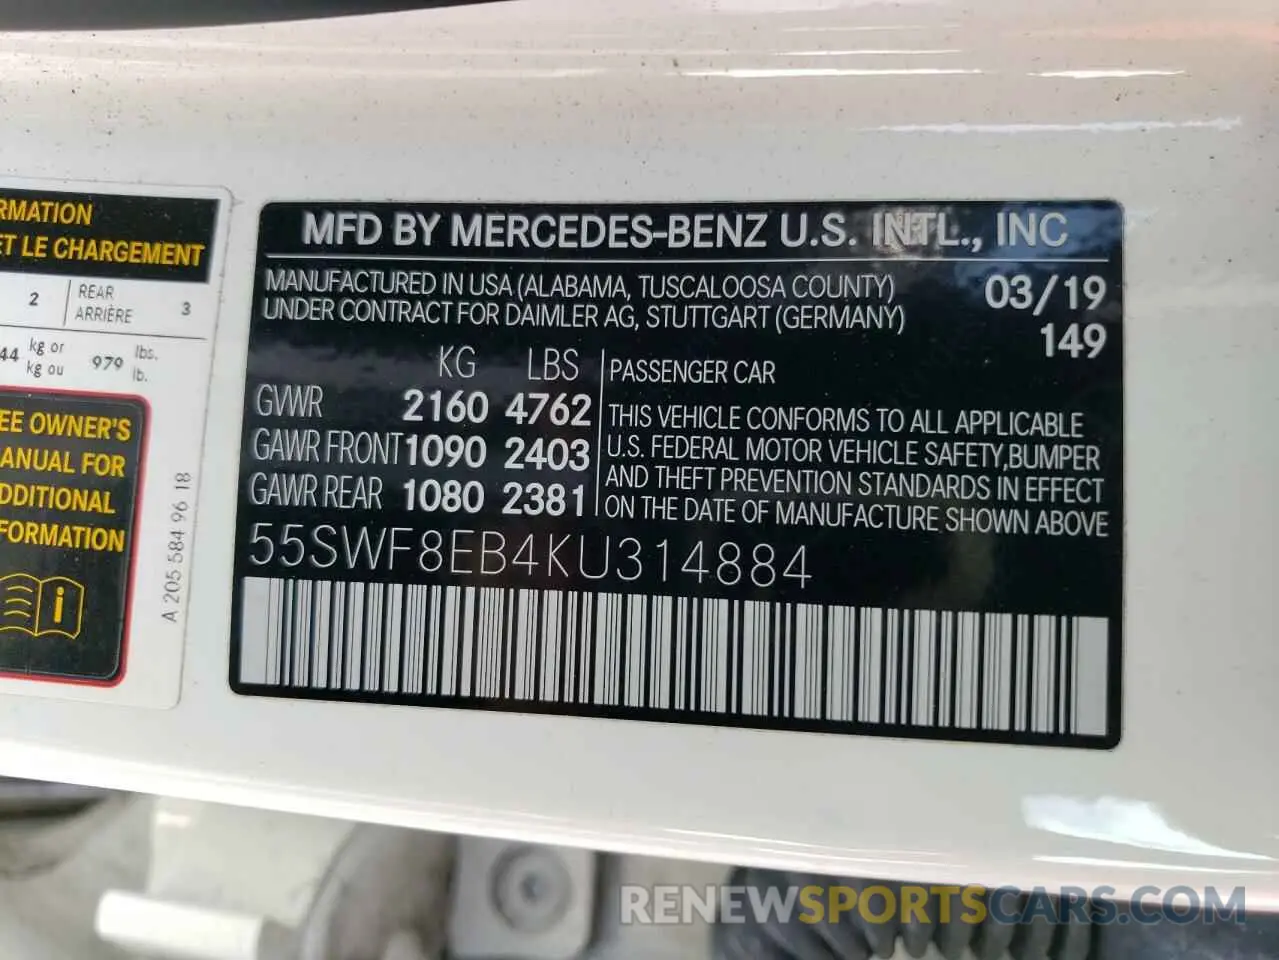 RMATION
ET LE CHARGEMENT
2 REAR 3
ARRIÈRE
44 kg or 979 lbs.
kg ou lb.
EE OWNER'S
ANUAL FOR
DDITIONAL
FORMATION
A 205 584 96 18
MFD BY MERCEDES-BENZ U.S. INTL., INC
MANUFACTURED IN USA (ALABAMA, TUSCALOOSA COUNTY) 03/19
UNDER CONTRACT FOR DAIMLER AG, STUTTGART (GERMANY) 149
KG LBS
GVWR 2160 4762
GAWR FRONT 1090 2403
GAWR REAR 1080 2381
PASSENGER CAR
THIS VEHICLE CONFORMS TO ALL APPLICABLE
U.S. FEDERAL MOTOR VEHICLE SAFETY, BUMPER
AND THEFT PREVENTION STANDARDS IN EFFECT
ON THE DATE OF MANUFACTURE SHOWN ABOVE
55SWF8EB4KU314884
RENEWSPORTSCARS.COM